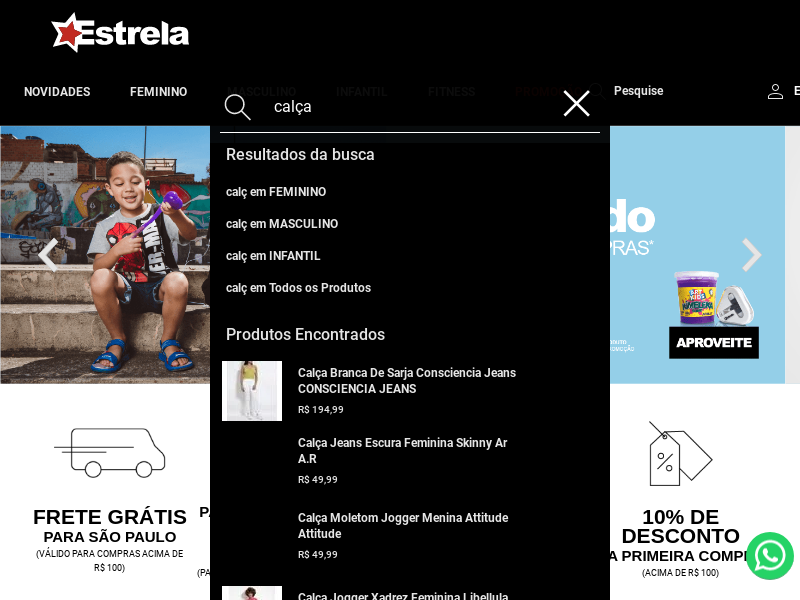 Estrela
NOVIDADES
FEMININO
MASCULINO
INFANTIL
FITNESS
Pesquise
E
calça
Resultados da busca
calç em FEMININO
calç em MASCULINO
calç em INFANTIL
calç em Todos os Produtos
Produtos Encontrados
Calça Branca De Sarja Consciencia Jeans
CONSCIENCIA JEANS
R$ 194,99
Calça Jeans Escura Feminina Skinny Ar
A.R
R$ 49,99
Calça Moletom Jogger Menina Attitude
Attitude
R$ 49,99
Calça Jogger Xadrez Feminina Libellula
do
PRAS*
APROVEITE
FRETE GRÁTIS
PARA SÃO PAULO
(VÁLIDO PARA COMPRAS ACIMA DE
R$ 100)
P
(PA
10% DE
DESCONTO
A PRIMEIRA COMP
(ACIMA DE R$ 100)